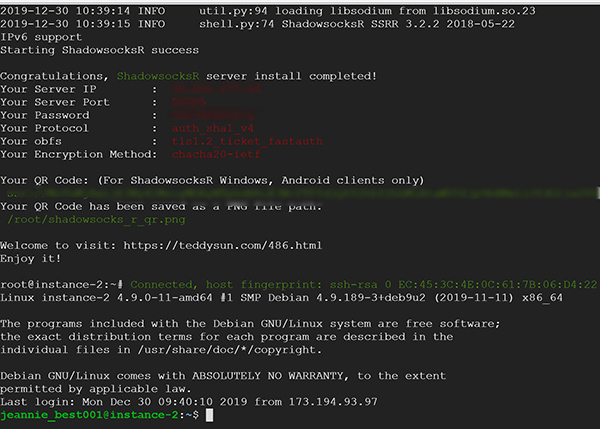 2019-12-30 10:39:14 INFO     util.py:94 loading libsodium from libsodium.so.23
2019-12-30 10:39:15 INFO     shell.py:74 ShadowsocksR SSRR 3.2.2 2018-05-22
IPv6 support
Starting ShadowsocksR success
Congratulations, ShadowsocksR server install completed!
Your Server IP        :
Your Server Port      :
Your Password         :
Your Protocol         :  auth_chai_v4
Your obfs             :  tls1.2_ticket_fastauth
Your Encryption Method:  chacha20-ietf
Your QR Code: (For ShadowsocksR Windows, Android clients only)
Your QR Code has been saved as a PNG file path:
/root/shadowsocks_r_qr.png
Welcome to visit: https://teddysun.com/486.html
Enjoy it!
root@instance-2:~# Connected, host fingerprint: ssh-rsa 0 EC:45:3C:4E:0C:61:7B:06:D4:22
Linux instance-2 4.9.0-11-amd64 #1 SMP Debian 4.9.189-3+deb9u2 (2019-11-11) x86_64
The programs included with the Debian GNU/Linux system are free software;
the exact distribution terms for each program are described in the
individual files in /usr/share/doc/*/copyright.
Debian GNU/Linux comes with ABSOLUTELY NO WARRANTY, to the extent
permitted by applicable law.
Last login: Mon Dec 30 09:40:10 2019 from 173.194.93.97
jeannie_best001@instance-2:~$